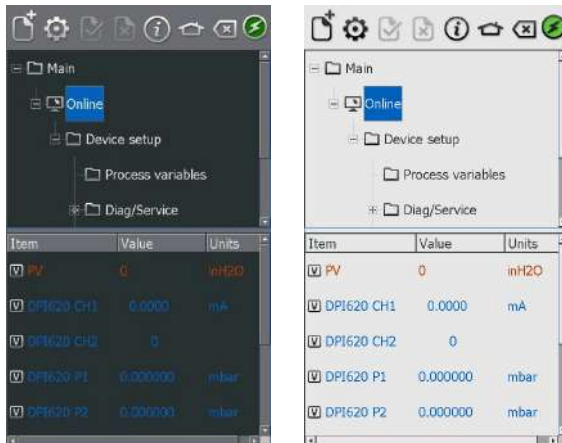 Main
Online
Device setup
Process variables
Diag/Service
Item Value Units
PV 0 inH2O
DPI620 CH1 0.0000 mA
DPI620 CH2 0
DPI620 P1 0.000000 mbar
DPI620 P2 0.000000 mbar
Main
Online
Device setup
Process variables
Diag/Service
Item Value Units
PV 0 inH2O
DPI620 CH1 0.0000 mA
DPI620 CH2 0
DPI620 P1 0.000000 mbar
DPI620 P2 0.000000 mbar